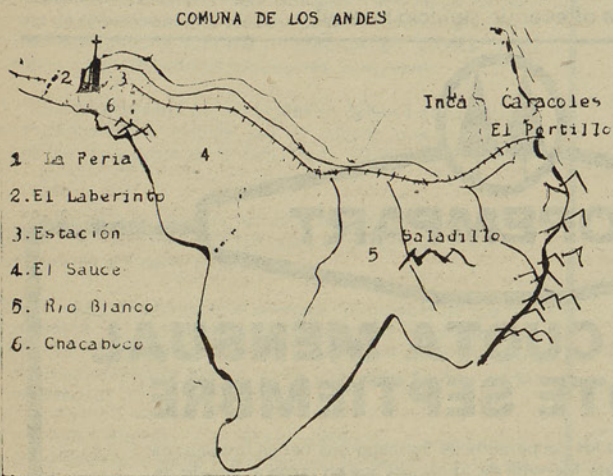 COMUNA DE LOS ANDES
2
3
6
Inca - Caracoles
El Portillo
4
1 La Feria
2. El Laberinto
3. Estación
4. El Sauce
5. Río Blanco
6. Chacabuco
Saladillo
5